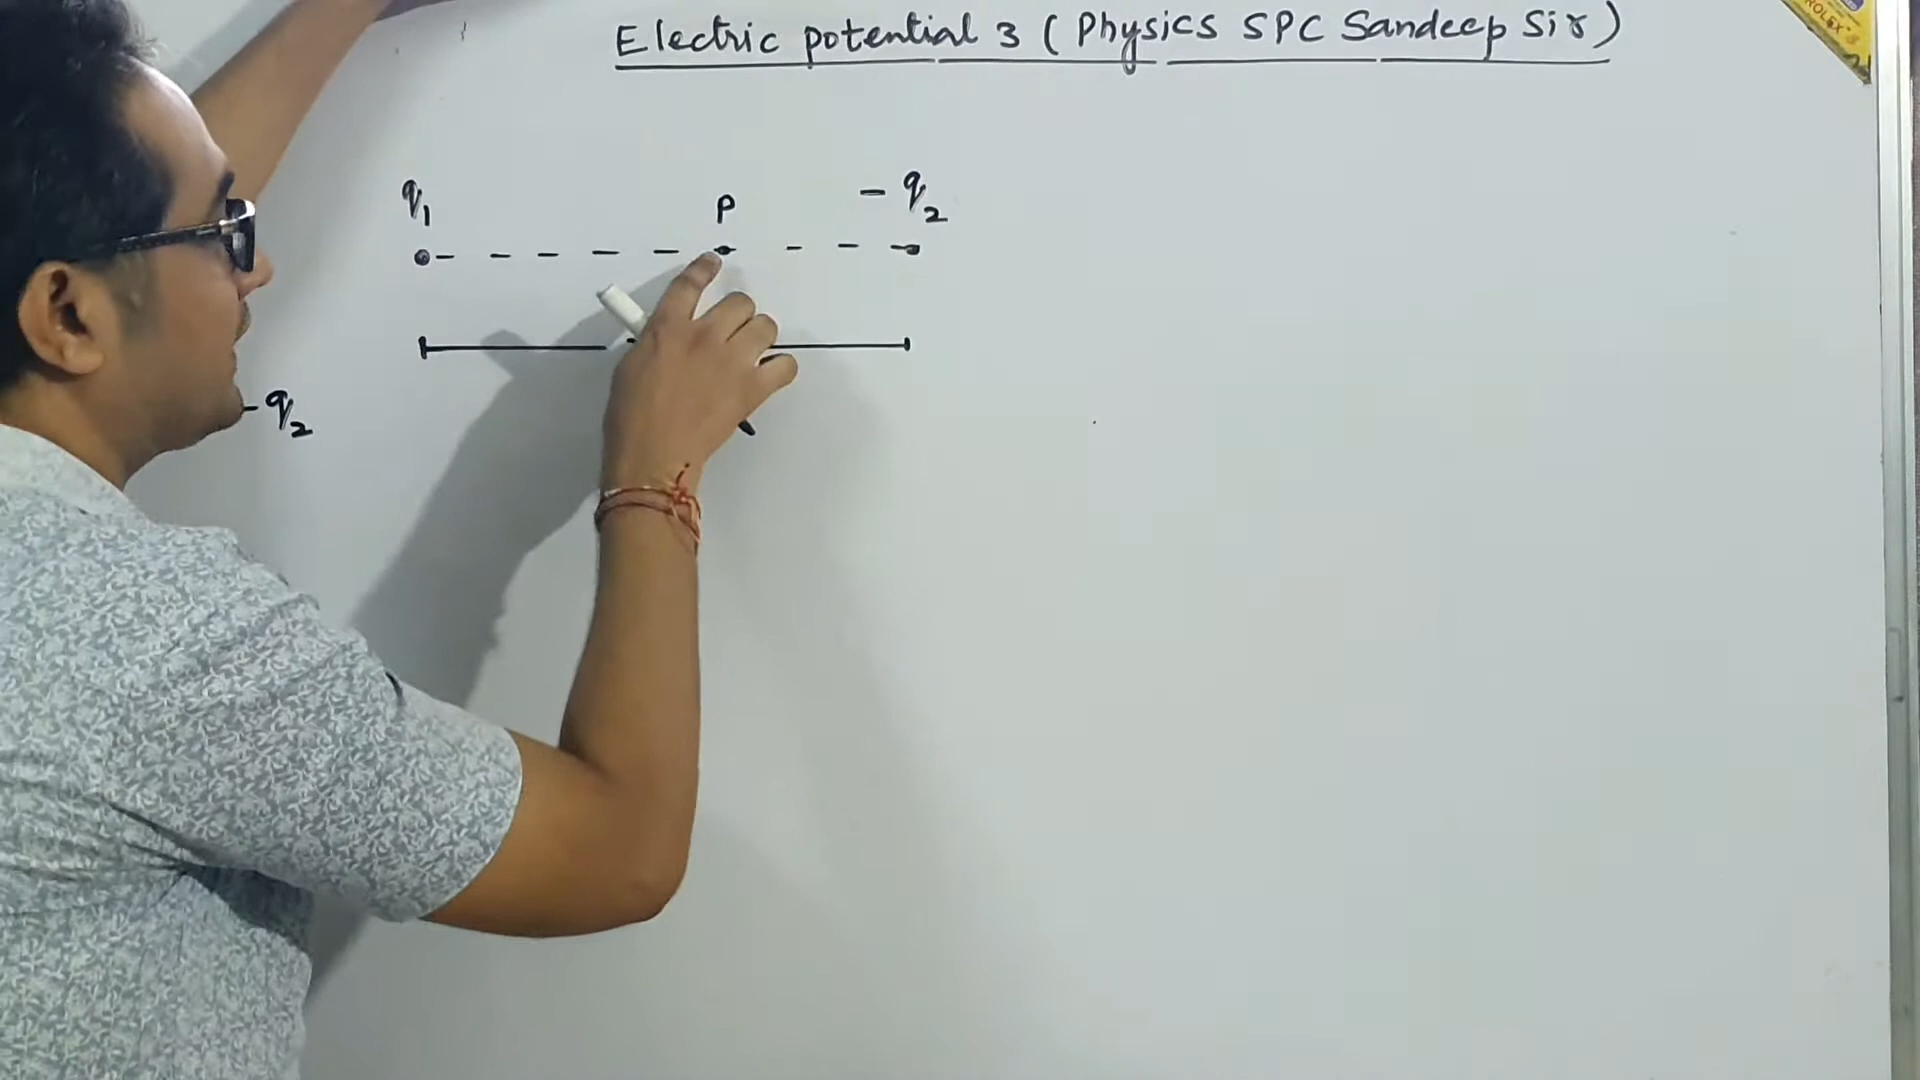 Electric potential 3 (Physics SPC Sandeep Sir)
q1 P - q2
- q2